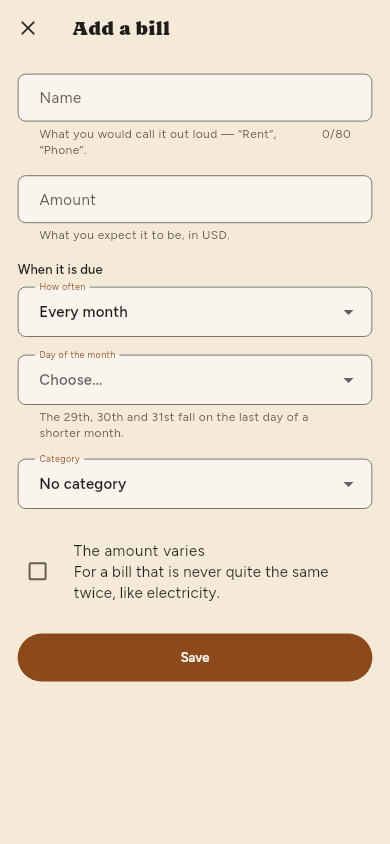 Add a bill
Name
What you would call it out loud — “Rent”, 0/80
“Phone”.
Amount
What you expect it to be, in USD.
When it is due
How often
Every month
Day of the month
Choose…
The 29th, 30th and 31st fall on the last day of a
shorter month.
Category
No category
The amount varies
For a bill that is never quite the same
twice, like electricity.
Save